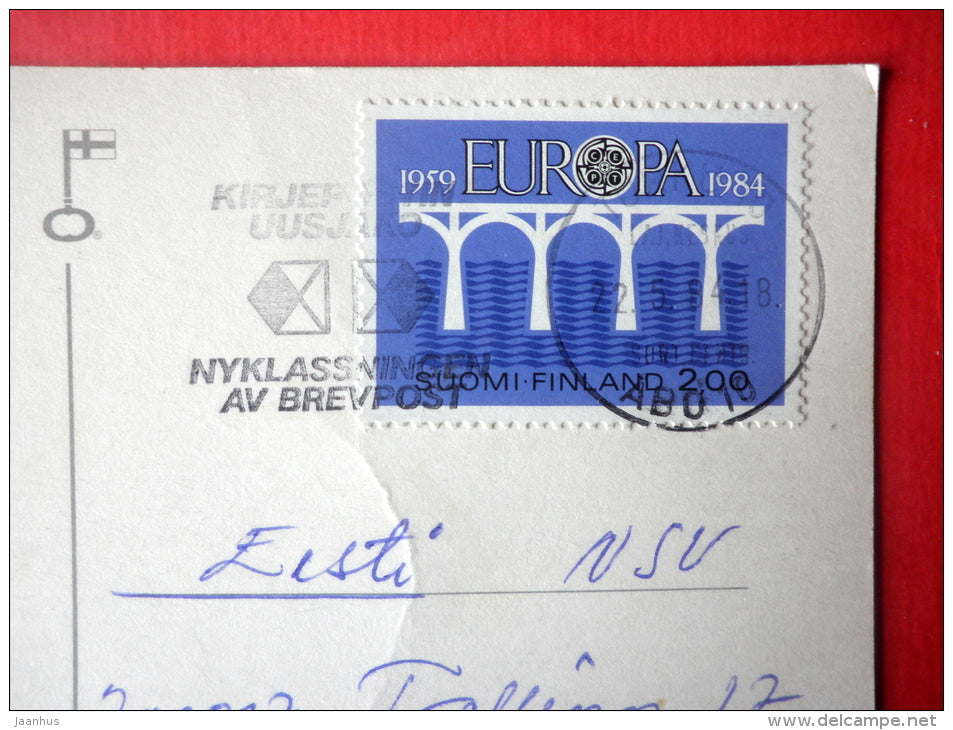 1959 EUROPA 1984
CEPT
KIRJEPOSTIN
UUSJAKO
22.5.84.18.
NYKLASSNINGEN
AV BREVPOST
SUOMI·FINLAND 2.00
ÅBO 10
Eesti NSV
Tallinn 17
Jaanhus
www.delcampe.net